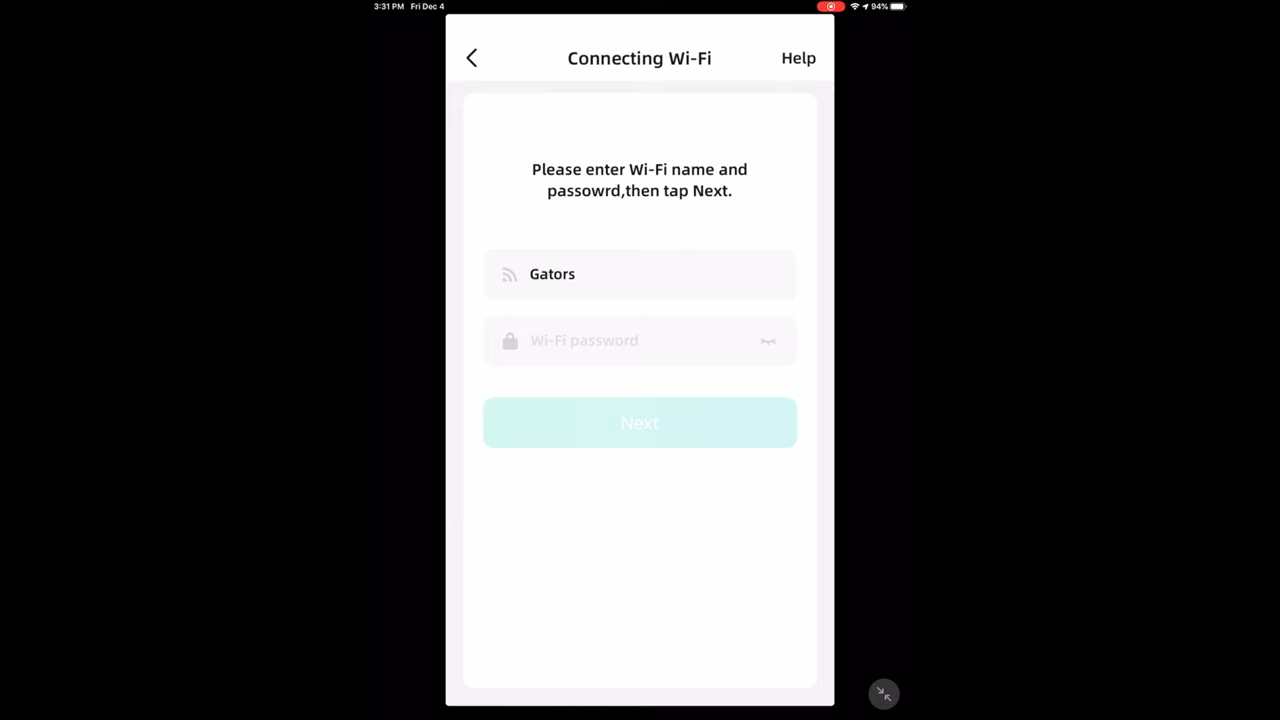 3:31 PM Fri Dec 4 94%
Connecting Wi-Fi Help
Please enter Wi-Fi name and
passowrd,then tap Next.
Gators
Wi-Fi password
Next